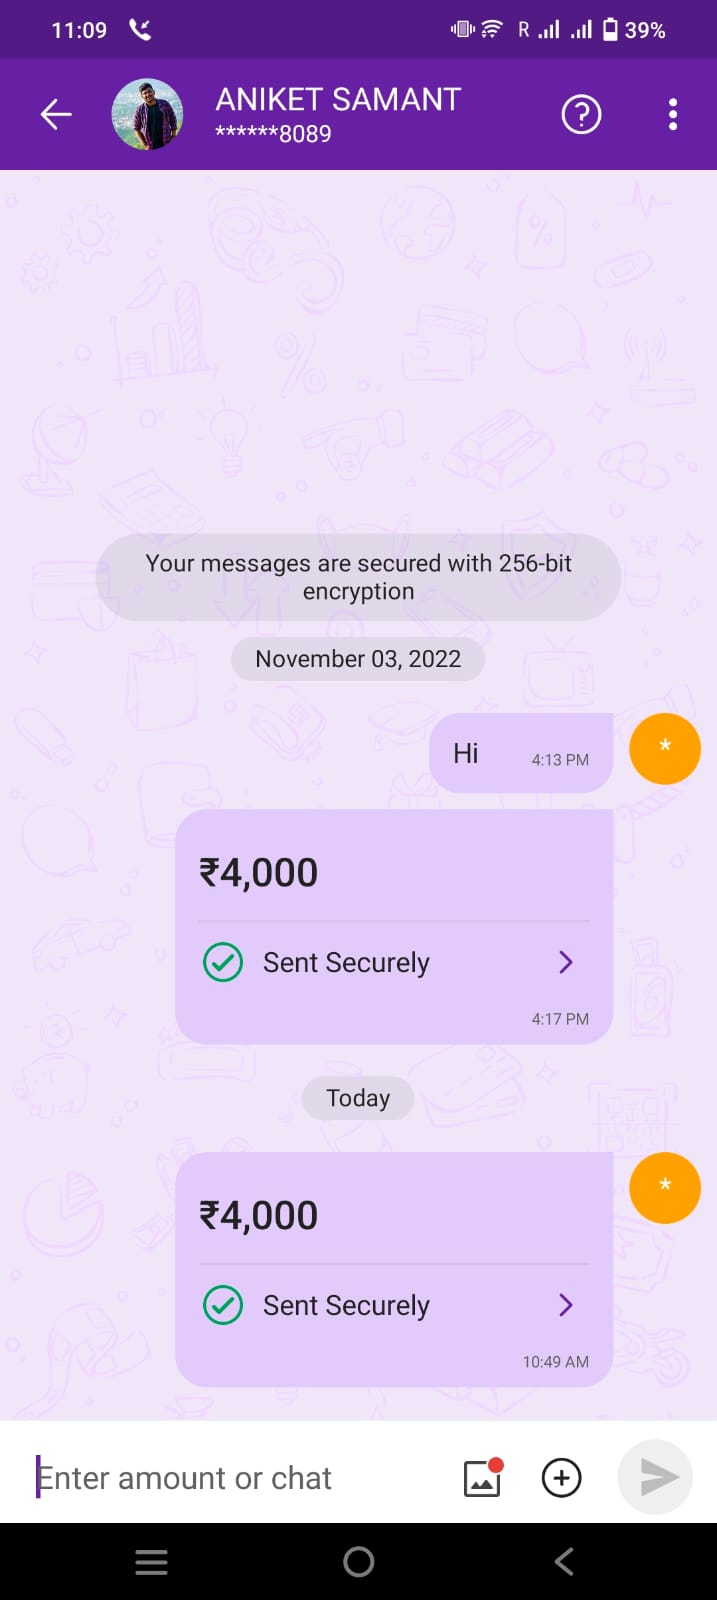 11:09 R 39%
ANIKET SAMANT
******8089
Your messages are secured with 256-bit
encryption
November 03, 2022
Hi 4:13 PM
*
₹4,000
Sent Securely
4:17 PM
Today
*
₹4,000
Sent Securely
10:49 AM
Enter amount or chat